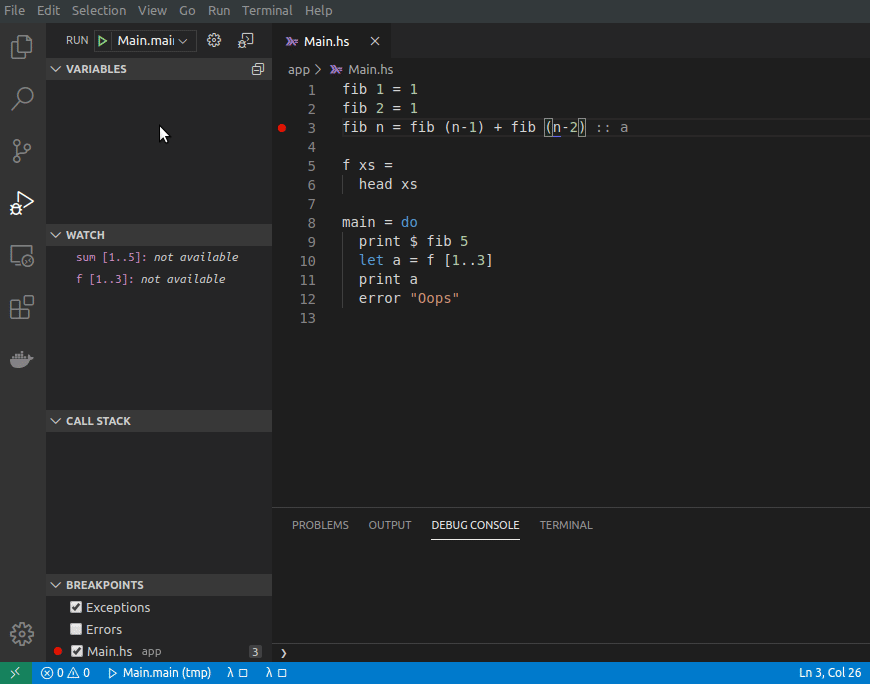 File Edit Selection View Go Run Terminal Help
RUN Main.mai
Main.hs
VARIABLES
app > Main.hs
1 fib 1 = 1
2 fib 2 = 1
3 fib n = fib (n-1) + fib (n-2) :: a
4
5 f xs =
6 head xs
7
8 main = do
9 print $ fib 5
10 let a = f [1..3]
11 print a
12 error "Oops"
13
WATCH
sum [1..5]: not available
f [1..3]: not available
CALL STACK
PROBLEMS OUTPUT DEBUG CONSOLE TERMINAL
BREAKPOINTS
Exceptions
Errors
Main.hs app 3
0 0 Main.main (tmp) λ λ Ln 3, Col 26